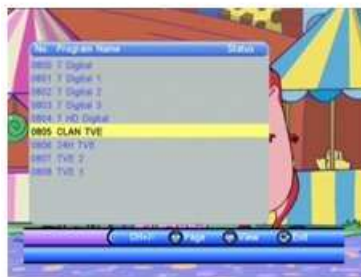 No Program Name Status
0800 7 Digital
0801 7 Digital 1
0802 7 Digital 2
0803 7 Digital 3
0804 7 HD Digital
0805 CLAN TVE
0806 24H TVE
0807 TVE 2
0808 TVE 1
CH+/- Page View Exit